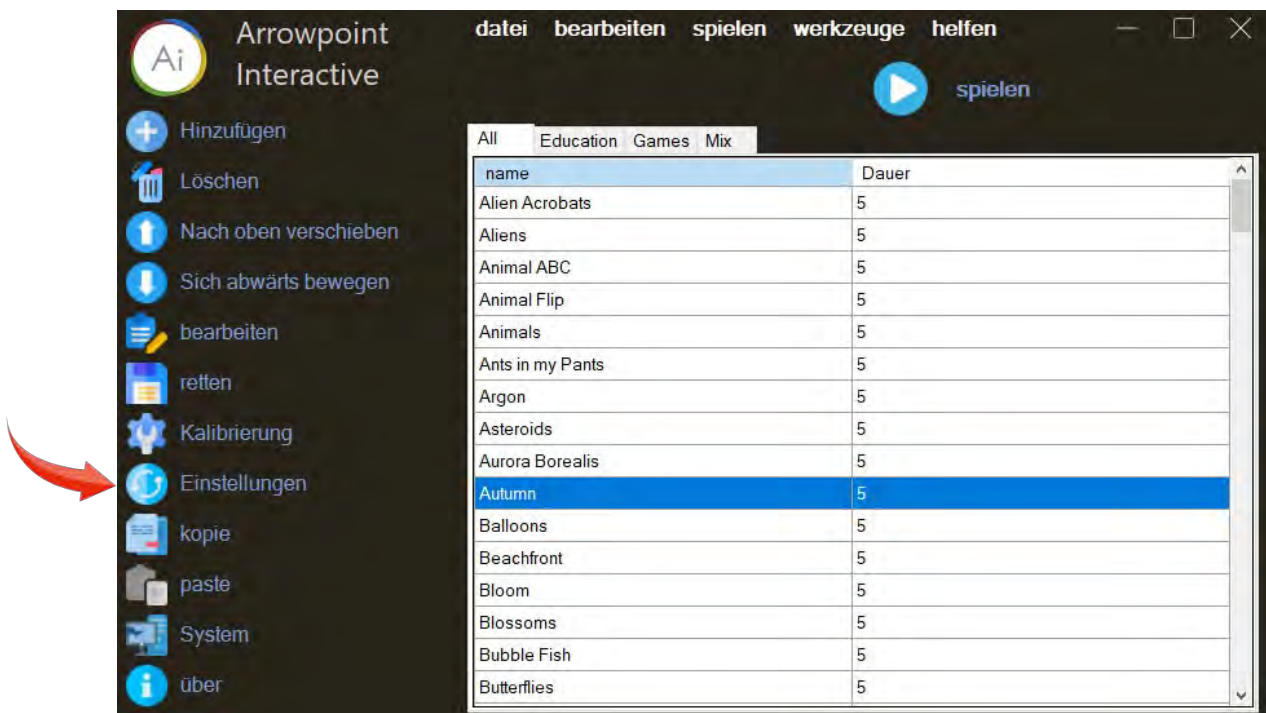 Ai
Arrowpoint
Interactive
datei bearbeiten spielen werkzeuge helfen
spielen
Hinzufügen
Löschen
Nach oben verschieben
Sich abwärts bewegen
bearbeiten
retten
Kalibrierung
Einstellungen
kopie
paste
System
über
All Education Games Mix
name Dauer
Alien Acrobats 5
Aliens 5
Animal ABC 5
Animal Flip 5
Animals 5
Ants in my Pants 5
Argon 5
Asteroids 5
Aurora Borealis 5
Autumn 5
Balloons 5
Beachfront 5
Bloom 5
Blossoms 5
Bubble Fish 5
Butterflies 5